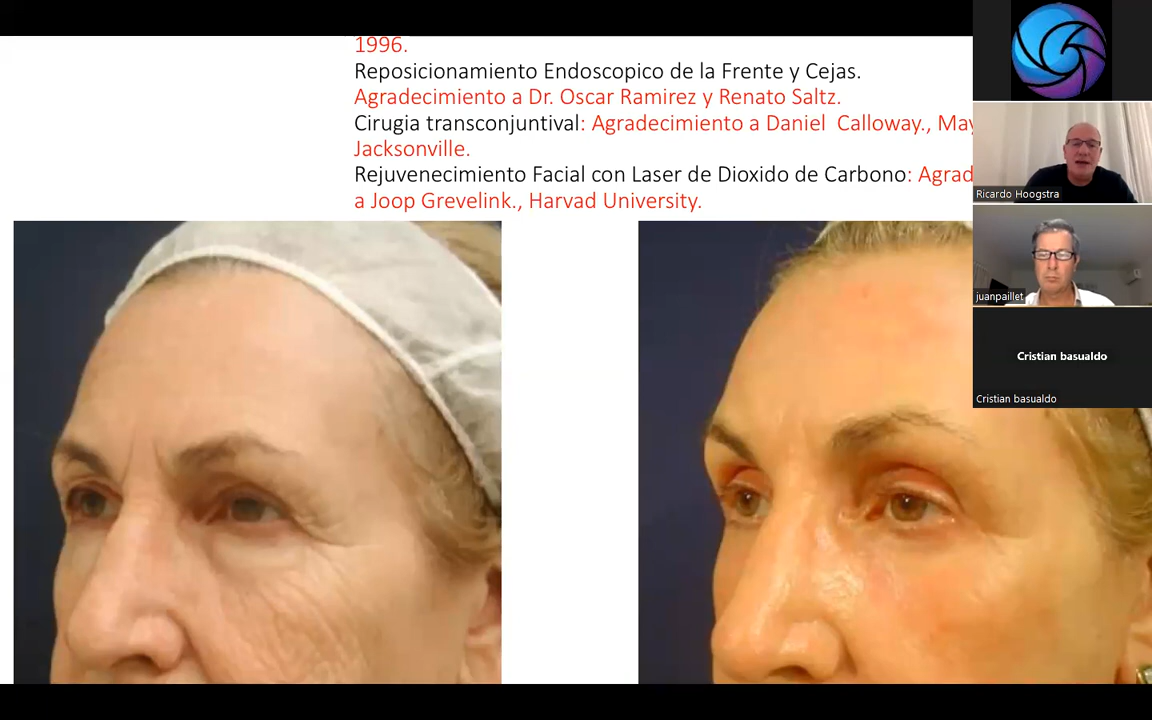 1996.
Reposicionamiento Endoscopico de la Frente y Cejas.
Agradecimiento a Dr. Oscar Ramirez y Renato Saltz.
Cirugia transconjuntival: Agradecimiento a Daniel  Calloway., May
Jacksonville.
Rejuvenecimiento Facial con Laser de Dioxido de Carbono: Agrad
a Joop Grevelink., Harvad University.
Ricardo Hoogstra
juanpaillet
Cristian basualdo
Cristian basualdo